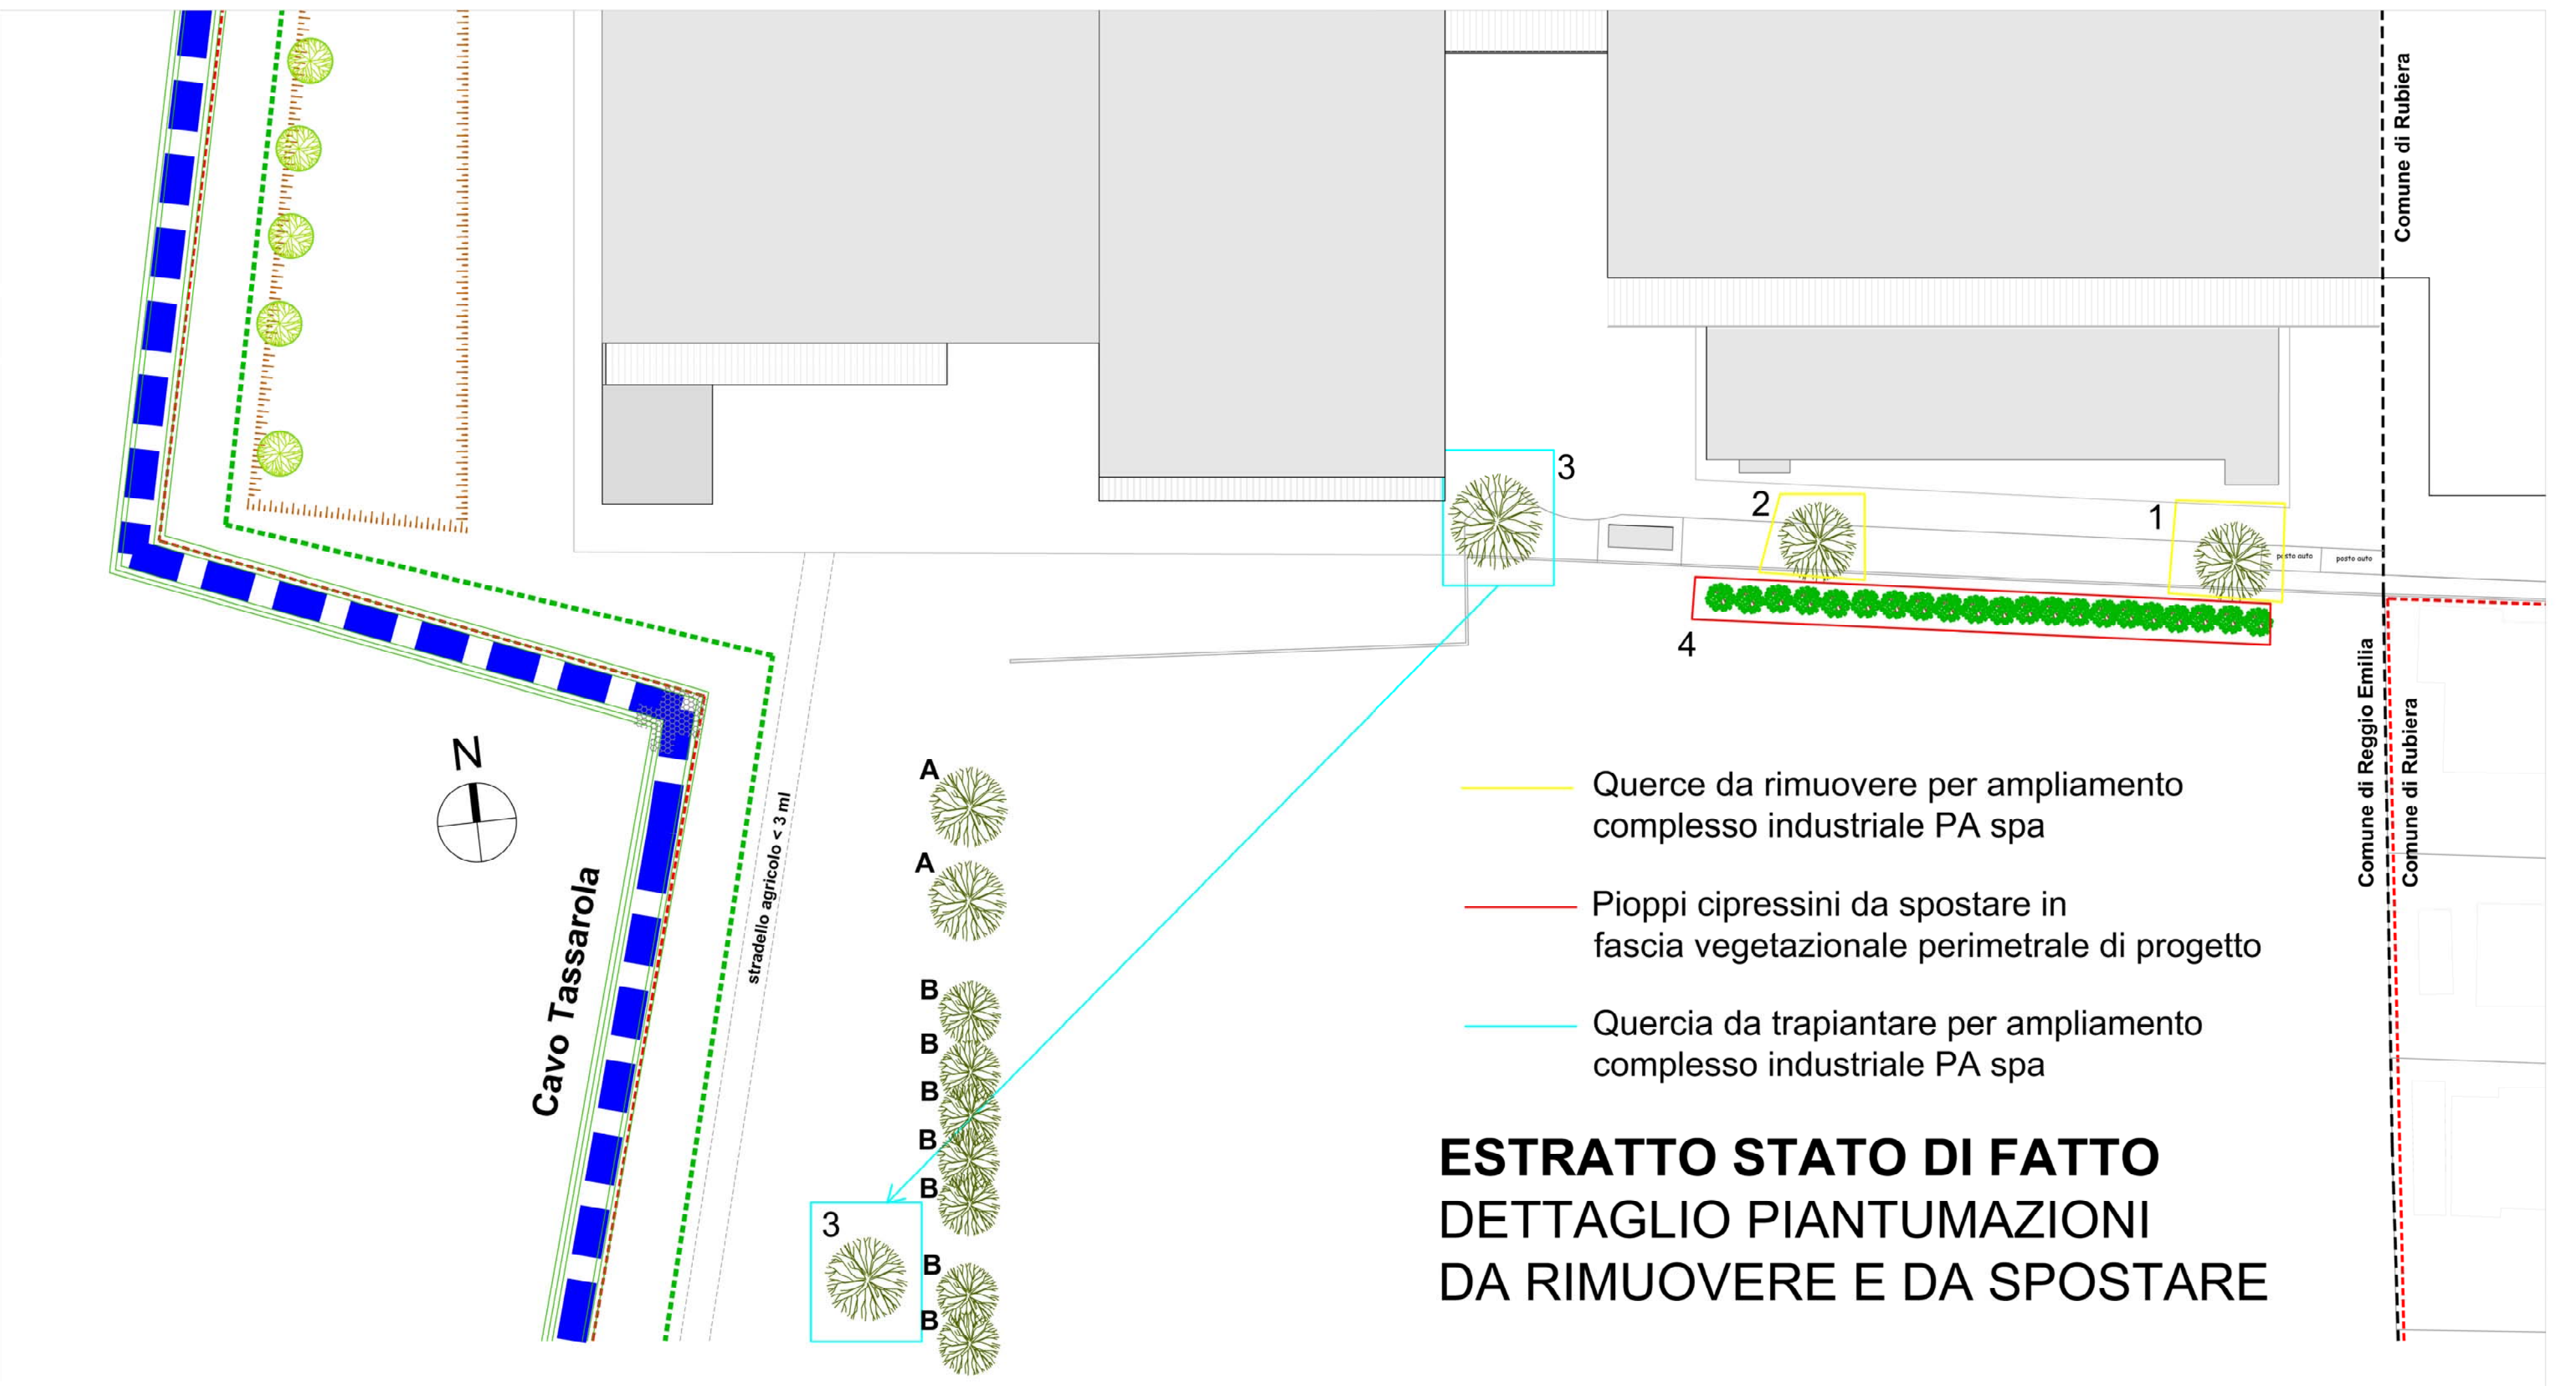 Comune di Rubiera
3
2
1
posto auto
posto auto
4
Comune di Reggio Emilia
Comune di Rubiera
N
Cavo Tassarola
stradello agricolo < 3 ml
A
A
B
B
B
B
B
B
B
3
Querce da rimuovere per ampliamento
complesso industriale PA spa
Pioppi cipressini da spostare in
fascia vegetazionale perimetrale di progetto
Quercia da trapiantare per ampliamento
complesso industriale PA spa
ESTRATTO STATO DI FATTO
DETTAGLIO PIANTUMAZIONI
DA RIMUOVERE E DA SPOSTARE